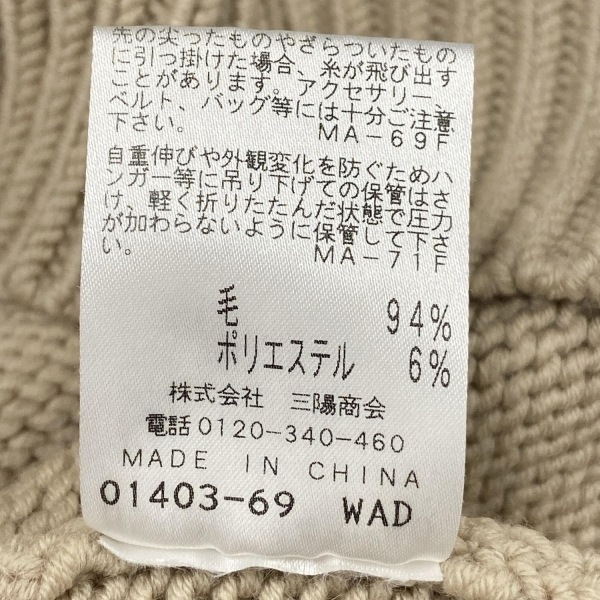 先の尖ったものやざらついたもの
に引っ掛けた場合、糸が飛び出す
ことがあります。アクセサリー、
ベルト、バッグ等には十分ご注意
下さい。 MA-69F
自重伸びや外観変化を防ぐためハ
ンガー等に吊り下げての保管はさ
け、軽く折りたたんだ状態で圧力
が加わらないように保管して下さ
い。 MA-71F
毛 94%
ポリエステル 6%
株式会社 三陽商会
電話0120-340-460
MADE IN CHINA
01403-69 WAD